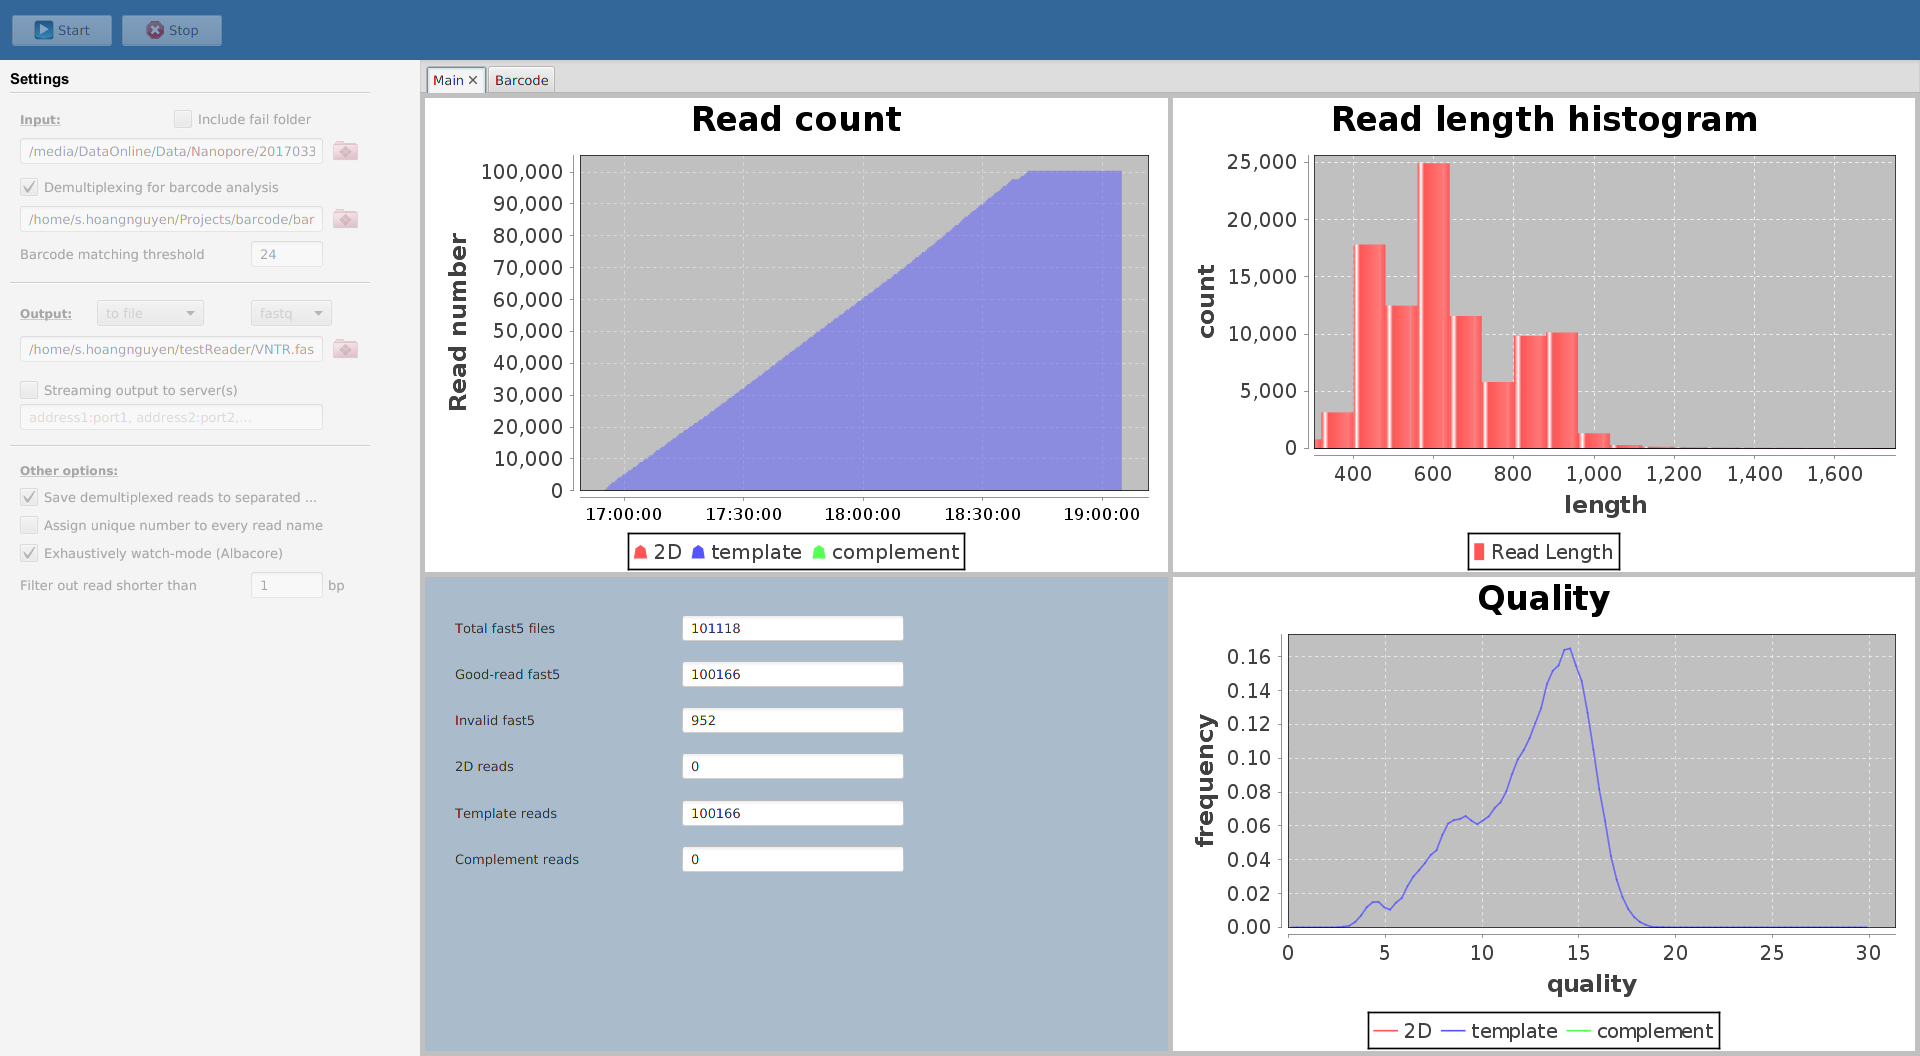 Start Stop
Settings
Input: Include fail folder
/media/DataOnline/Data/Nanopore/2017033
Demultiplexing for barcode analysis
/home/s.hoangnguyen/Projects/barcode/bar
Barcode matching threshold 24
Output: to file fastq
/home/s.hoangnguyen/testReader/VNTR.fas
Streaming output to server(s)
address1:port1, address2:port2,...
Other options:
Save demultiplexed reads to separated ...
Assign unique number to every read name
Exhaustively watch-mode (Albacore)
Filter out read shorter than 1 bp
Main Barcode
Read count
Read number
100,000
90,000
80,000
70,000
60,000
50,000
40,000
30,000
20,000
10,000
0
17:00:00 17:30:00 18:00:00 18:30:00 19:00:00
2D template complement
Read length histogram
count
25,000
20,000
15,000
10,000
5,000
0
400 600 800 1,000 1,200 1,400 1,600
length
Read Length
Total fast5 files 101118
Good-read fast5 100166
Invalid fast5 952
2D reads 0
Template reads 100166
Complement reads 0
Quality
frequency
0.16
0.14
0.12
0.10
0.08
0.06
0.04
0.02
0.00
0 5 10 15 20 25 30
quality
2D template complement